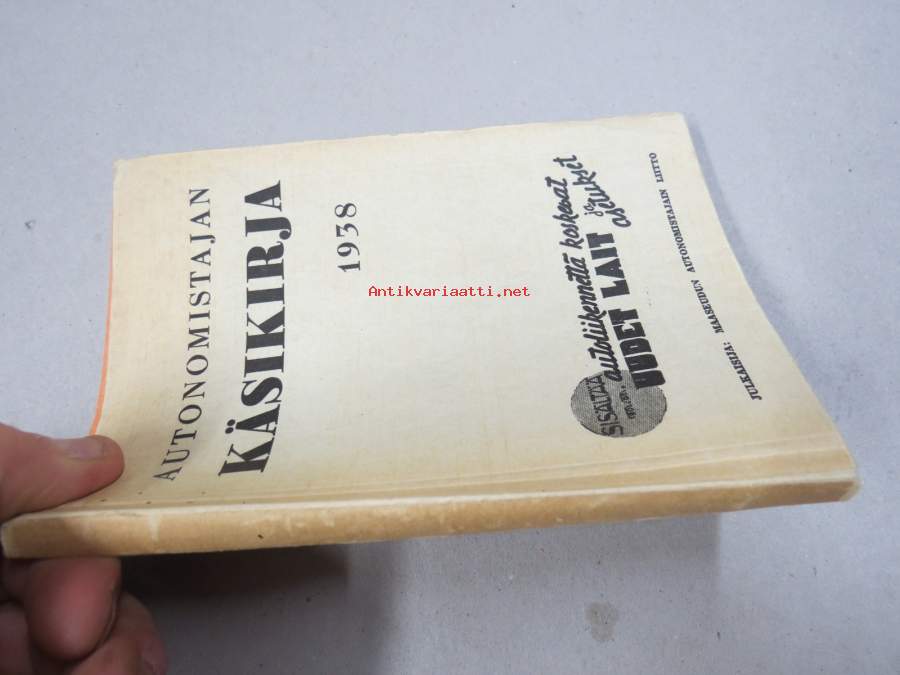 AUTONOMISTAJAN
KÄSIKIRJA
1938
Antikvariaatti.net
SISÄLTÄÄ
m.m.
autoliikennettä koskevat
UUDET LAIT ja
asetukset
JULKAISIJA: MAASEUDUN AUTONOMISTAJAIN LIITTO